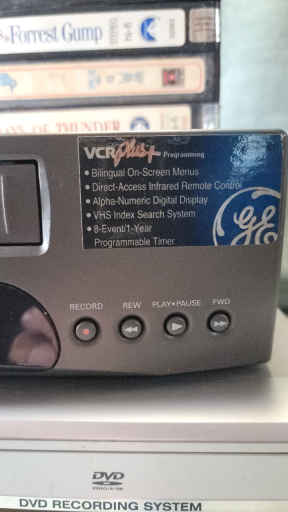 Forrest Gump
OF THUNDER
VCR Plus+ Programming
• Bilingual On-Screen Menus
• Direct-Access Infrared Remote Control
• Alpha-Numeric Digital Display
• VHS Index Search System
• 8-Event/1-Year
Programmable Timer
GE
RECORD REW PLAY•PAUSE FWD
DVD
DVD RECORDING SYSTEM